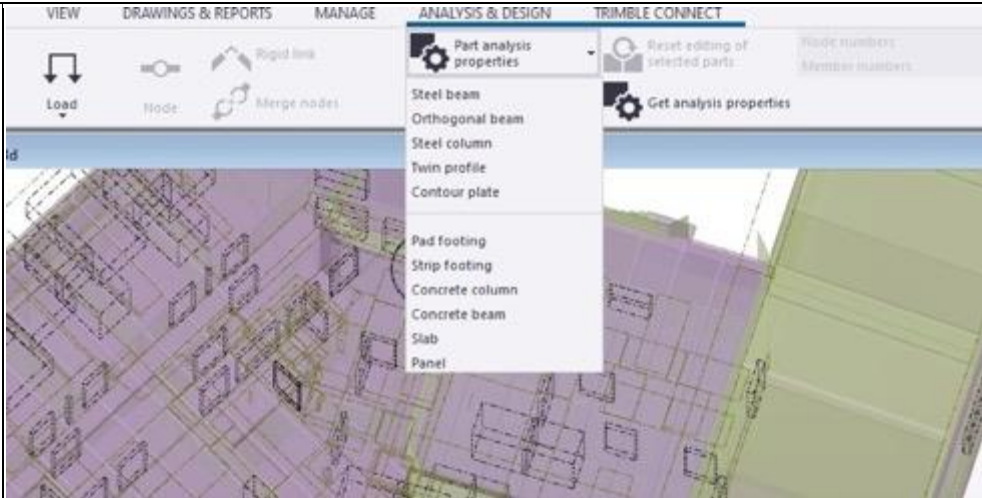 VIEW DRAWINGS & REPORTS MANAGE ANALYSIS & DESIGN TRIMBLE CONNECT
Load
Node
Rigid link
Merge nodes
Part analysis
properties
Reset editing of
selected parts
Get analysis properties
Node numbers
Member numbers
Steel beam
Orthogonal beam
Steel column
Twin profile
Contour plate
Pad footing
Strip footing
Concrete column
Concrete beam
Slab
Panel
3d